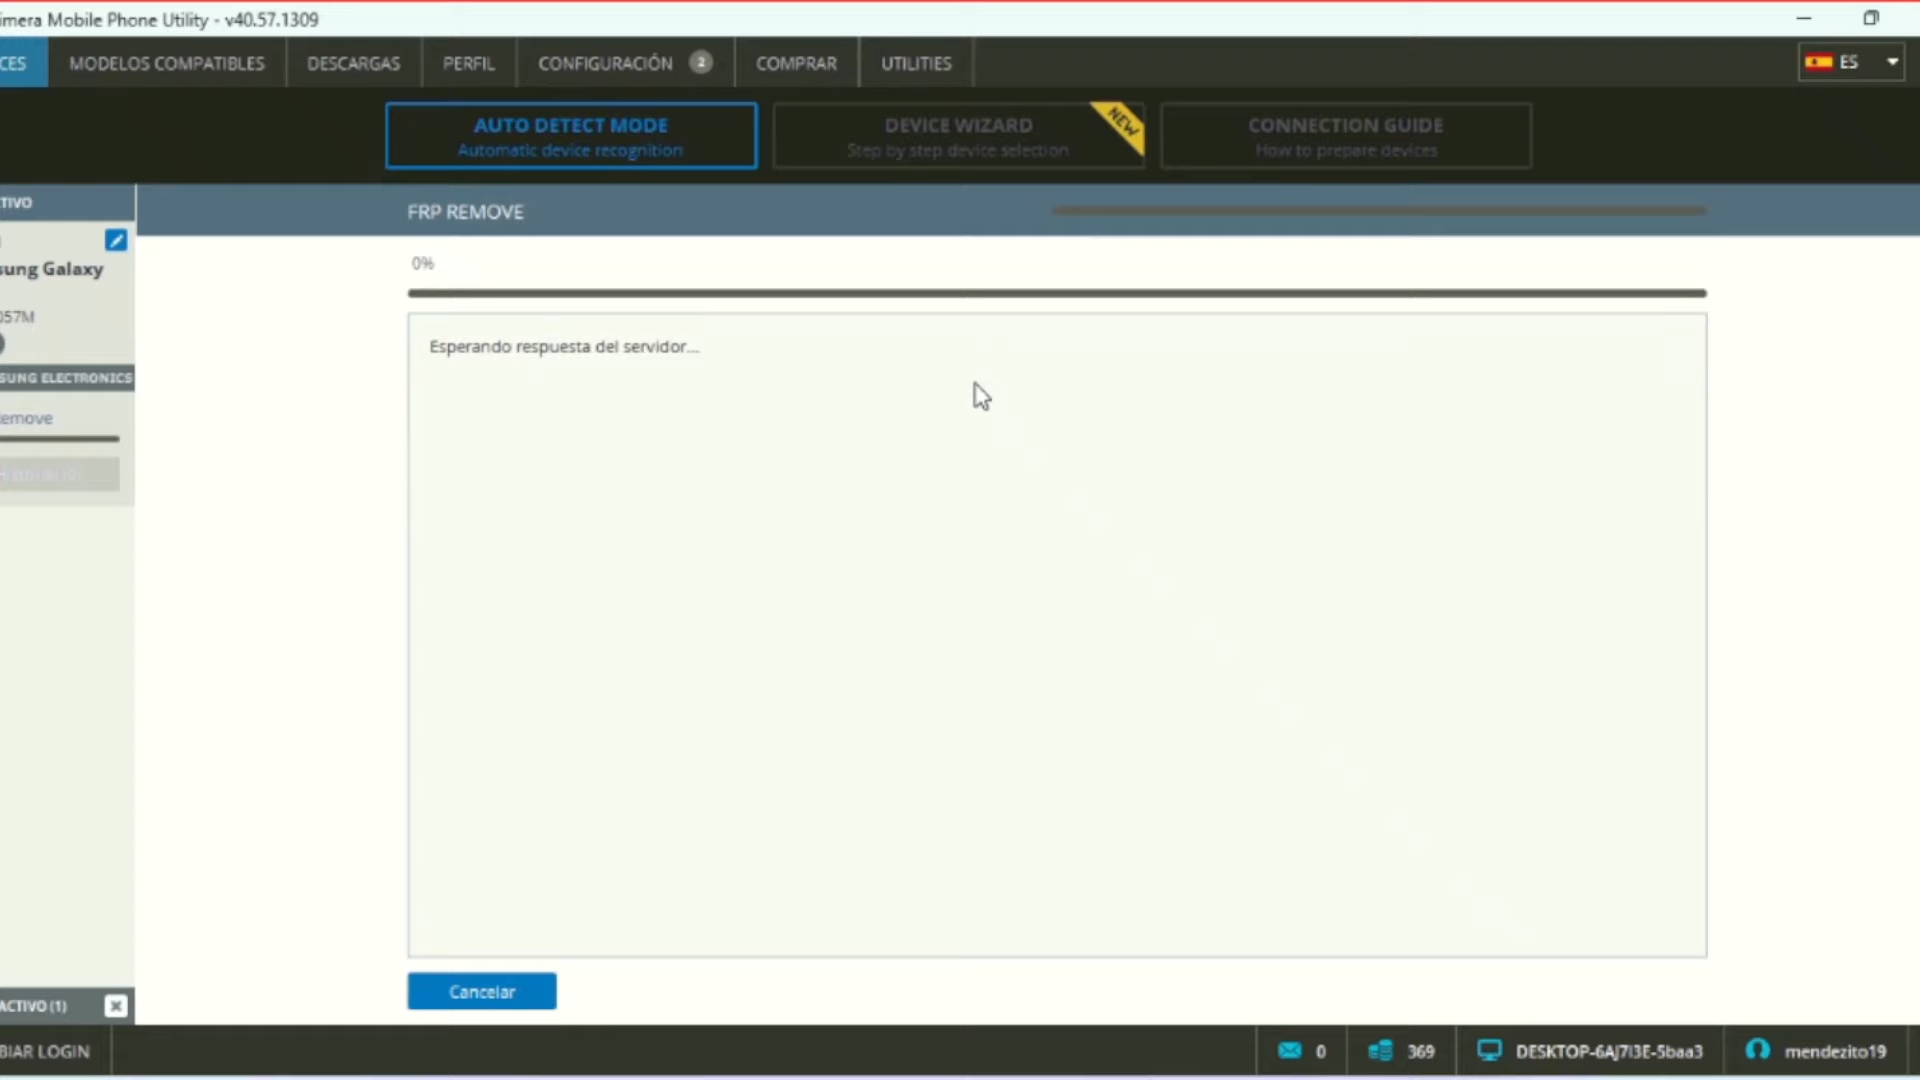 imera Mobile Phone Utility - v40.57.1309
CES
MODELOS COMPATIBLES
DESCARGAS
PERFIL
CONFIGURACIÓN 2
COMPRAR
UTILITIES
ES
AUTO DETECT MODE
Automatic device recognition
DEVICE WIZARD
Step by step device selection
NEW
CONNECTION GUIDE
How to prepare devices
TIVO
FRP REMOVE
sung Galaxy
057M
SUNG ELECTRONICS
emove
0%
Esperando respuesta del servidor...
Cancelar
ACTIVO (1)
BIAR LOGIN
0
369
DESKTOP-6AJ7I3E-5baa3
mendezito19